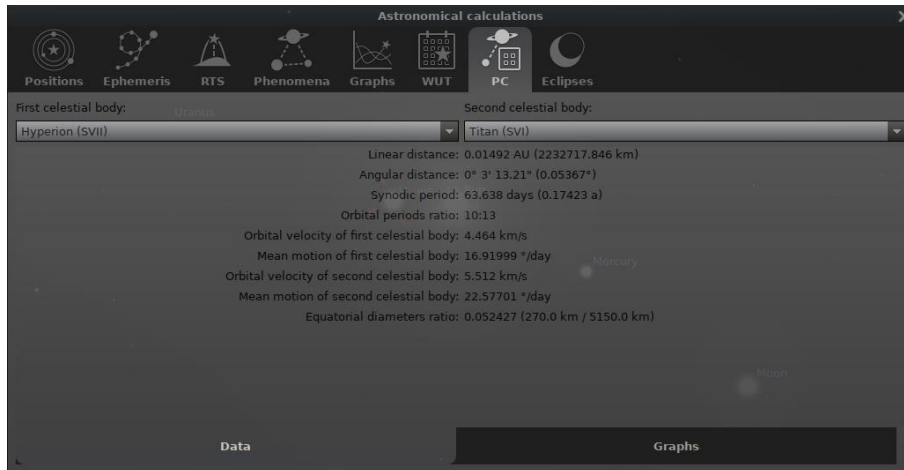 Astronomical calculations
Positions Ephemeris RTS Phenomena Graphs WUT PC Eclipses
First celestial body: Second celestial body:
Uranus
Hyperion (SVII) Titan (SVI)
Linear distance: 0.01492 AU (2232717.846 km)
Angular distance: 0° 3' 13.21" (0.05367°)
Synodic period: 63.638 days (0.17423 a)
Orbital periods ratio: 10:13
Orbital velocity of first celestial body: 4.464 km/s
Mean motion of first celestial body: 16.91999 °/day
Mercury
Orbital velocity of second celestial body: 5.512 km/s
Mean motion of second celestial body: 22.57701 °/day
Equatorial diameters ratio: 0.052427 (270.0 km / 5150.0 km)
Moon
Data Graphs